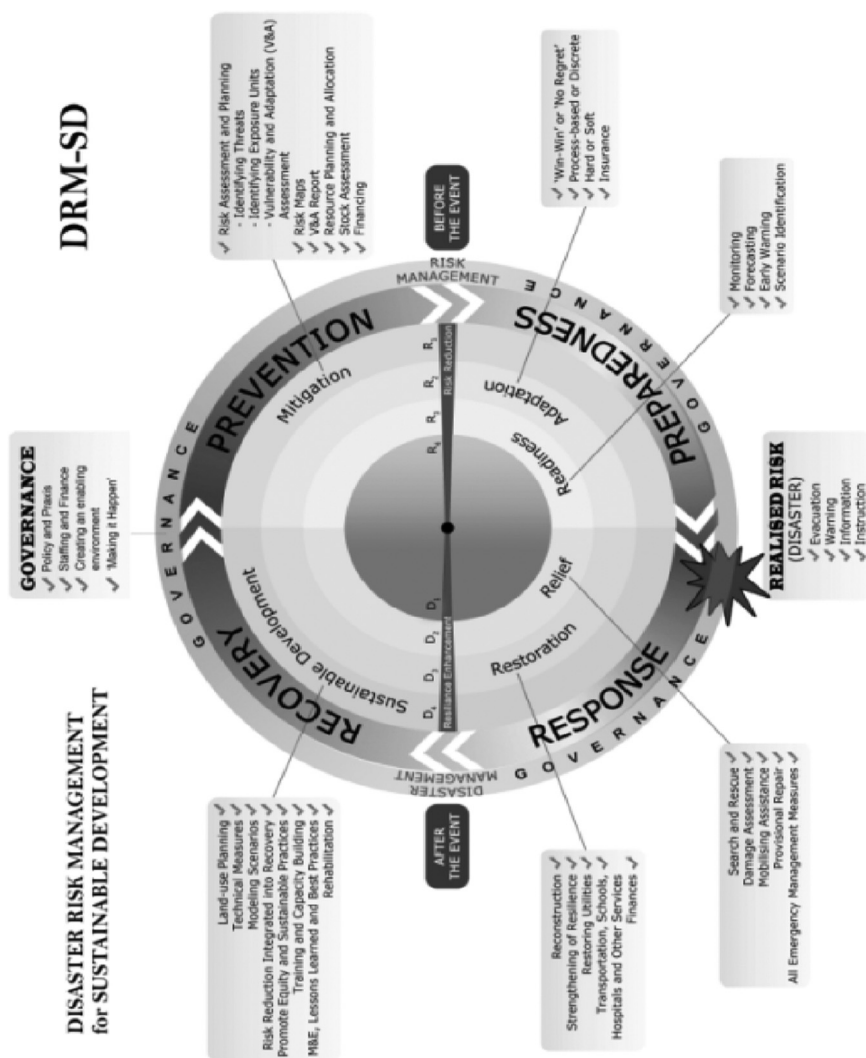 DISASTER RISK MANAGEMENT
for SUSTAINABLE DEVELOPMENT
DRM-SD
GOVERNANCE
✓ Policy and Praxis
✓ Staffing and Finance
✓ Creating an enabling
environment
✓ 'Making it Happen'
Land-use Planning ✓
Technical Measures ✓
Modeling Scenarios ✓
Risk Reduction Integrated into Recovery ✓
Promote Equity and Sustainable Practices ✓
Training and Capacity Building ✓
M&E, Lessons Learned and Best Practices ✓
Rehabilitation ✓
✓ Risk Assessment and Planning
- Identifying Threats
- Identifying Exposure Units
- Vulnerability and Adaptation (V&A)
Assessment
✓ Risk Maps
✓ V&A Report
✓ Resource Planning and Allocation
✓ Stock Assessment
✓ Financing
GOVERNANCE
RECOVERY
PREVENTION
Sustainable Development
Mitigation
AFTER
THE EVENT
DISASTER
MANAGEMENT
D4 D3 D2 D1
R4 R3 R2 R1
Resiliance Enhancement
Risk Reduction
RISK
MANAGEMENT
BEFORE
THE EVENT
Restoration
Relief
Readiness
Adaptation
RESPONSE
PREPAREDNESS
GOVERNANCE
GOVERNANCE
Reconstruction ✓
Strengthening of Resilience ✓
Restoring Utilities ✓
Transportation, Schools, ✓
Hospitals and Other Services
Finances ✓
✓ 'Win-Win' or 'No Regret'
✓ Process-based or Discrete
✓ Hard or Soft
✓ Insurance
Search and Rescue ✓
Damage Assessment ✓
Mobilising Assistance ✓
Provisional Repair ✓
All Emergency Management Measures ✓
REALISED RISK
(DISASTER)
✓ Evacuation
✓ Warning
✓ Information
✓ Instruction
✓ Monitoring
✓ Forecasting
✓ Early Warning
✓ Scenario Identification